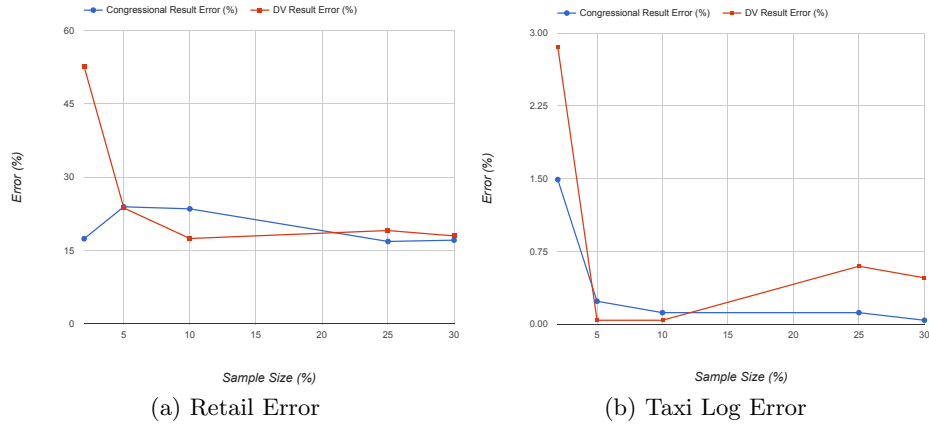 Congressional Result Error (%) DV Result Error (%)
60
45
30
15
0
Error (%)
5 10 15 20 25 30
Sample Size (%)
(a) Retail Error
Congressional Result Error (%) DV Result Error (%)
3.00
2.25
1.50
0.75
0.00
Error (%)
5 10 15 20 25 30
Sample Size (%)
(b) Taxi Log Error